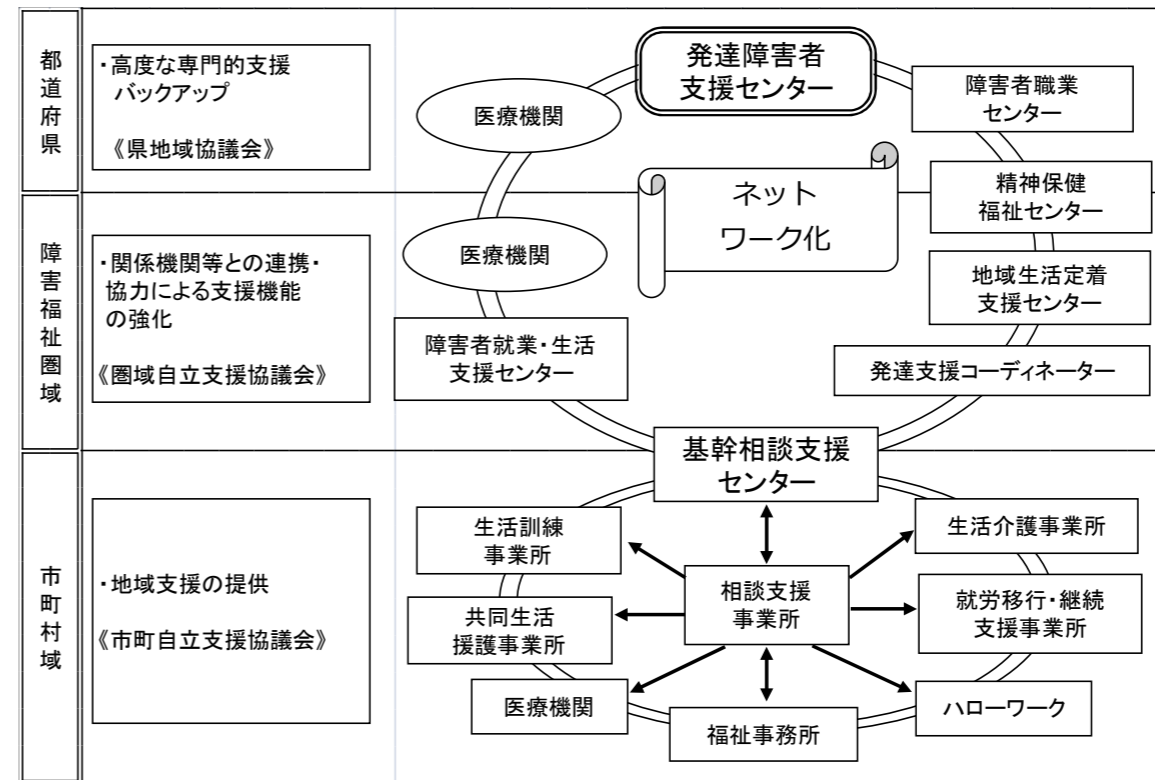 都道府県
・高度な専門的支援
バックアップ
《県地域協議会》
発達障害者
支援センター
医療機関
障害者職業
センター
ネット
ワーク化
精神保健
福祉センター
障害福祉圏域
・関係機関等との連携・
協力による支援機能
の強化
《圏域自立支援協議会》
医療機関
地域生活定着
支援センター
障害者就業・生活
支援センター
発達支援コーディネーター
基幹相談支援
センター
市町村域
・地域支援の提供
《市町自立支援協議会》
生活訓練
事業所
生活介護事業所
相談支援
事業所
共同生活
援護事業所
就労移行・継続
支援事業所
医療機関
福祉事務所
ハローワーク